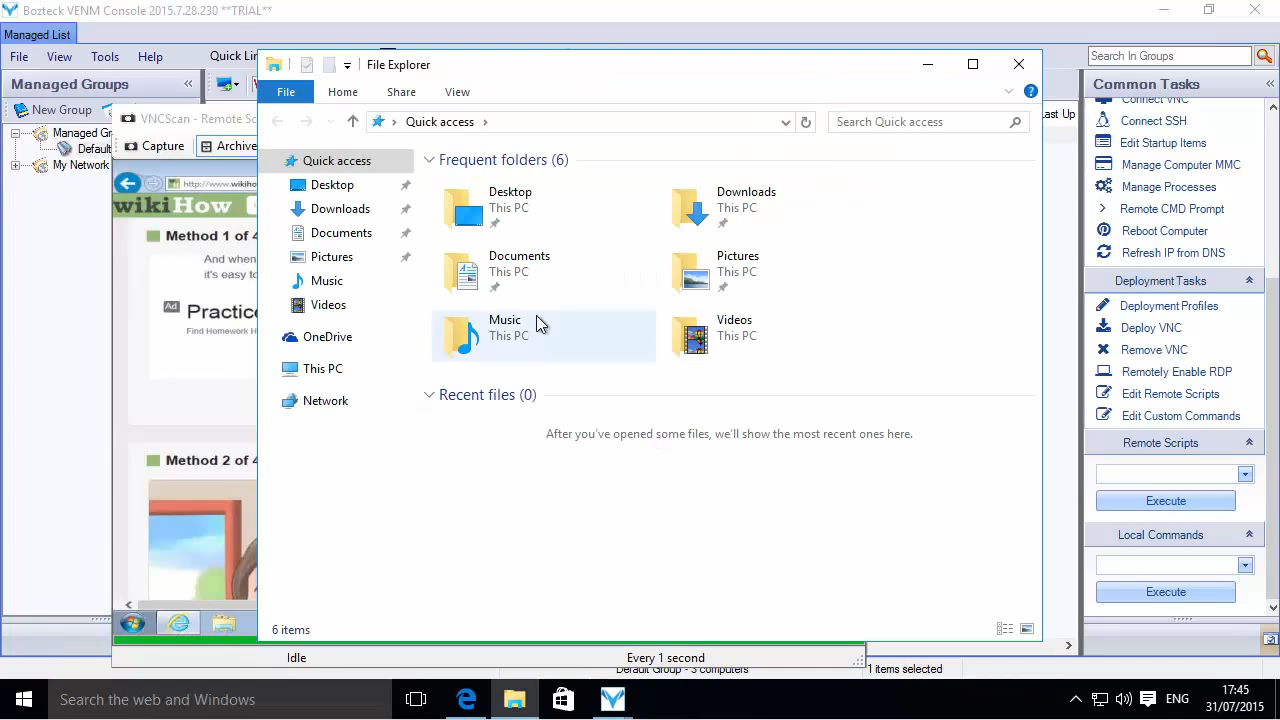 Bozteck VENM Console 2015.7.28.230 **TRIAL**
Managed List
File View Tools Help Quick Li
Search In Groups
Managed Groups
New Group
Managed G
Default
My Network
VNCScan - Remote Sc
Capture Archive
http://www.wikiho
wikiHow
Method 1 of 4
And when
it's easy to
Ad Practice
Find Homework H
Method 2 of 4
File Explorer
File Home Share View
Quick access
Search Quick access
Quick access
Desktop
Downloads
Documents
Pictures
Music
Videos
OneDrive
This PC
Network
Frequent folders (6)
Desktop
This PC
Downloads
This PC
Documents
This PC
Pictures
This PC
Music
This PC
Videos
This PC
Recent files (0)
After you've opened some files, we'll show the most recent ones here.
6 items
Idle Every 1 second
Default Group - 3 computers 1 items selected
Last Up
Common Tasks
Connect VNC
Connect SSH
Edit Startup Items
Manage Computer MMC
Manage Processes
Remote CMD Prompt
Reboot Computer
Refresh IP from DNS
Deployment Tasks
Deployment Profiles
Deploy VNC
Remove VNC
Remotely Enable RDP
Edit Remote Scripts
Edit Custom Commands
Remote Scripts
Execute
Local Commands
Execute
Search the web and Windows
ENG
17:45
31/07/2015